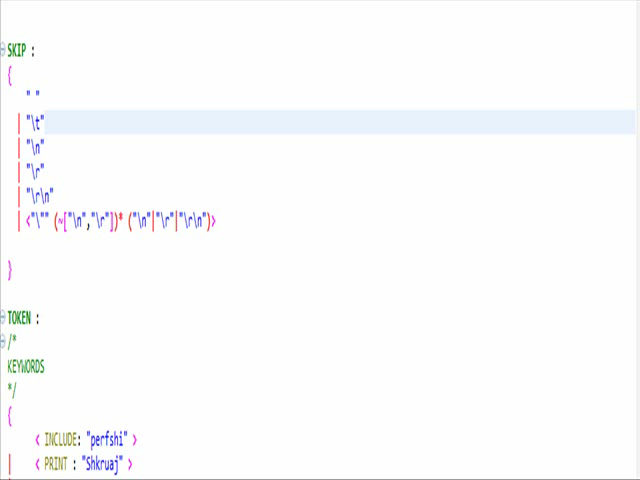 SKIP :
{
" "
| "\t"
| "\n"
| "\r"
| "\r\n"
| <"\"" (~["\n","\r"])* ("\n"|"\r"|"\r\n")>
}
TOKEN :
/*
KEYWORDS
*/
{
< INCLUDE: "perfshi" >
| < PRINT : "Shkruaj" >